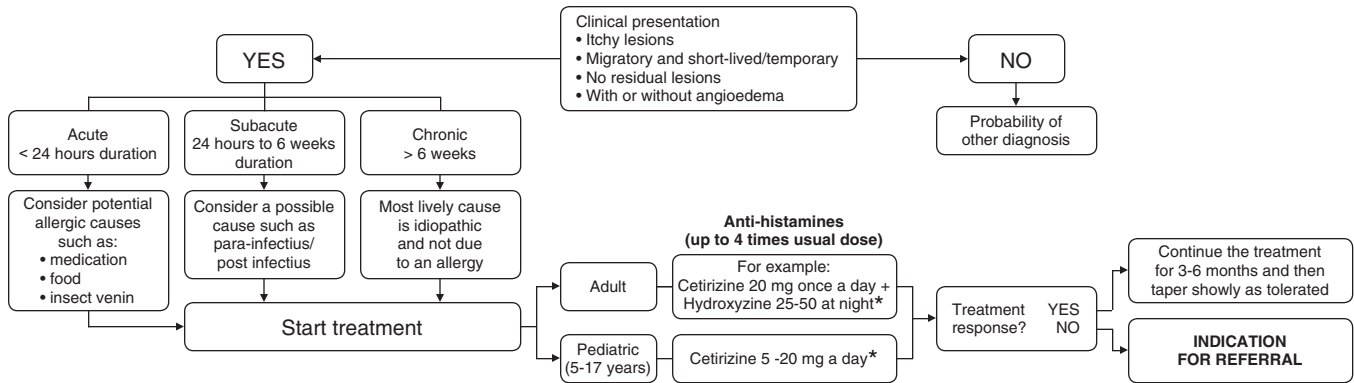 Clinical presentation
• Itchy lesions
• Migratory and short-lived/temporary
• No residual lesions
• With or without angioedema
YES
NO
Probability of
other diagnosis
Acute
< 24 hours duration
Subacute
24 hours to 6 weeks
duration
Chronic
> 6 weeks
Consider potential
allergic causes
such as:
• medication
• food
• insect venin
Consider a possible
cause such as
para-infectius/
post infectius
Most lively cause
is idiopathic
and not due
to an allergy
Start treatment
Anti-histamines
(up to 4 times usual dose)
Adult
For example:
Cetirizine 20 mg once a day +
Hydroxyzine 25-50 at night*
Pediatric
(5-17 years)
Cetirizine 5 -20 mg a day*
Treatment YES
response? NO
Continue the treatment
for 3-6 months and then
taper showly as tolerated
INDICATION
FOR REFERRAL